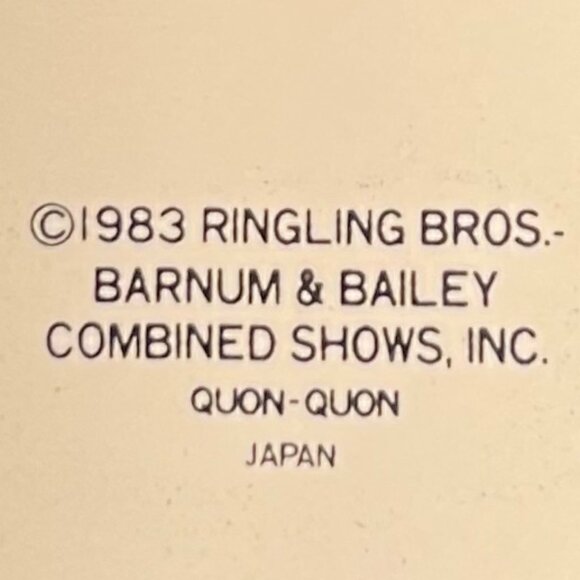 ©1983 RINGLING BROS.-
BARNUM & BAILEY
COMBINED SHOWS, INC.
QUON-QUON
JAPAN